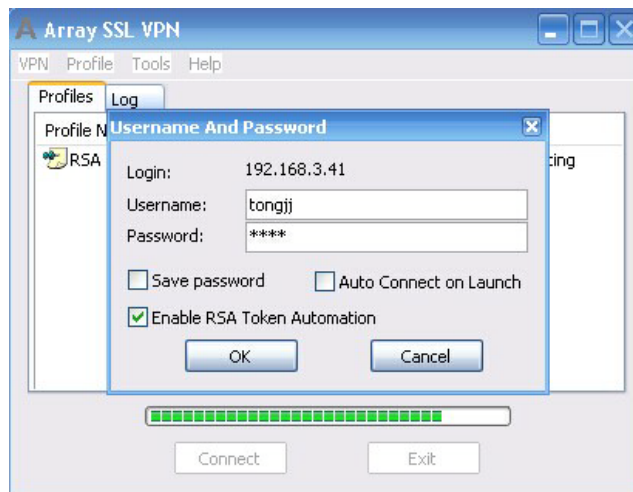 Array SSL VPN
VPN Profile Tools Help
Profiles Log
Profile N
Username And Password
RSA
ting
Login: 192.168.3.41
Username: tongjj
Password: ****
Save password Auto Connect on Launch
Enable RSA Token Automation
OK Cancel
Connect Exit